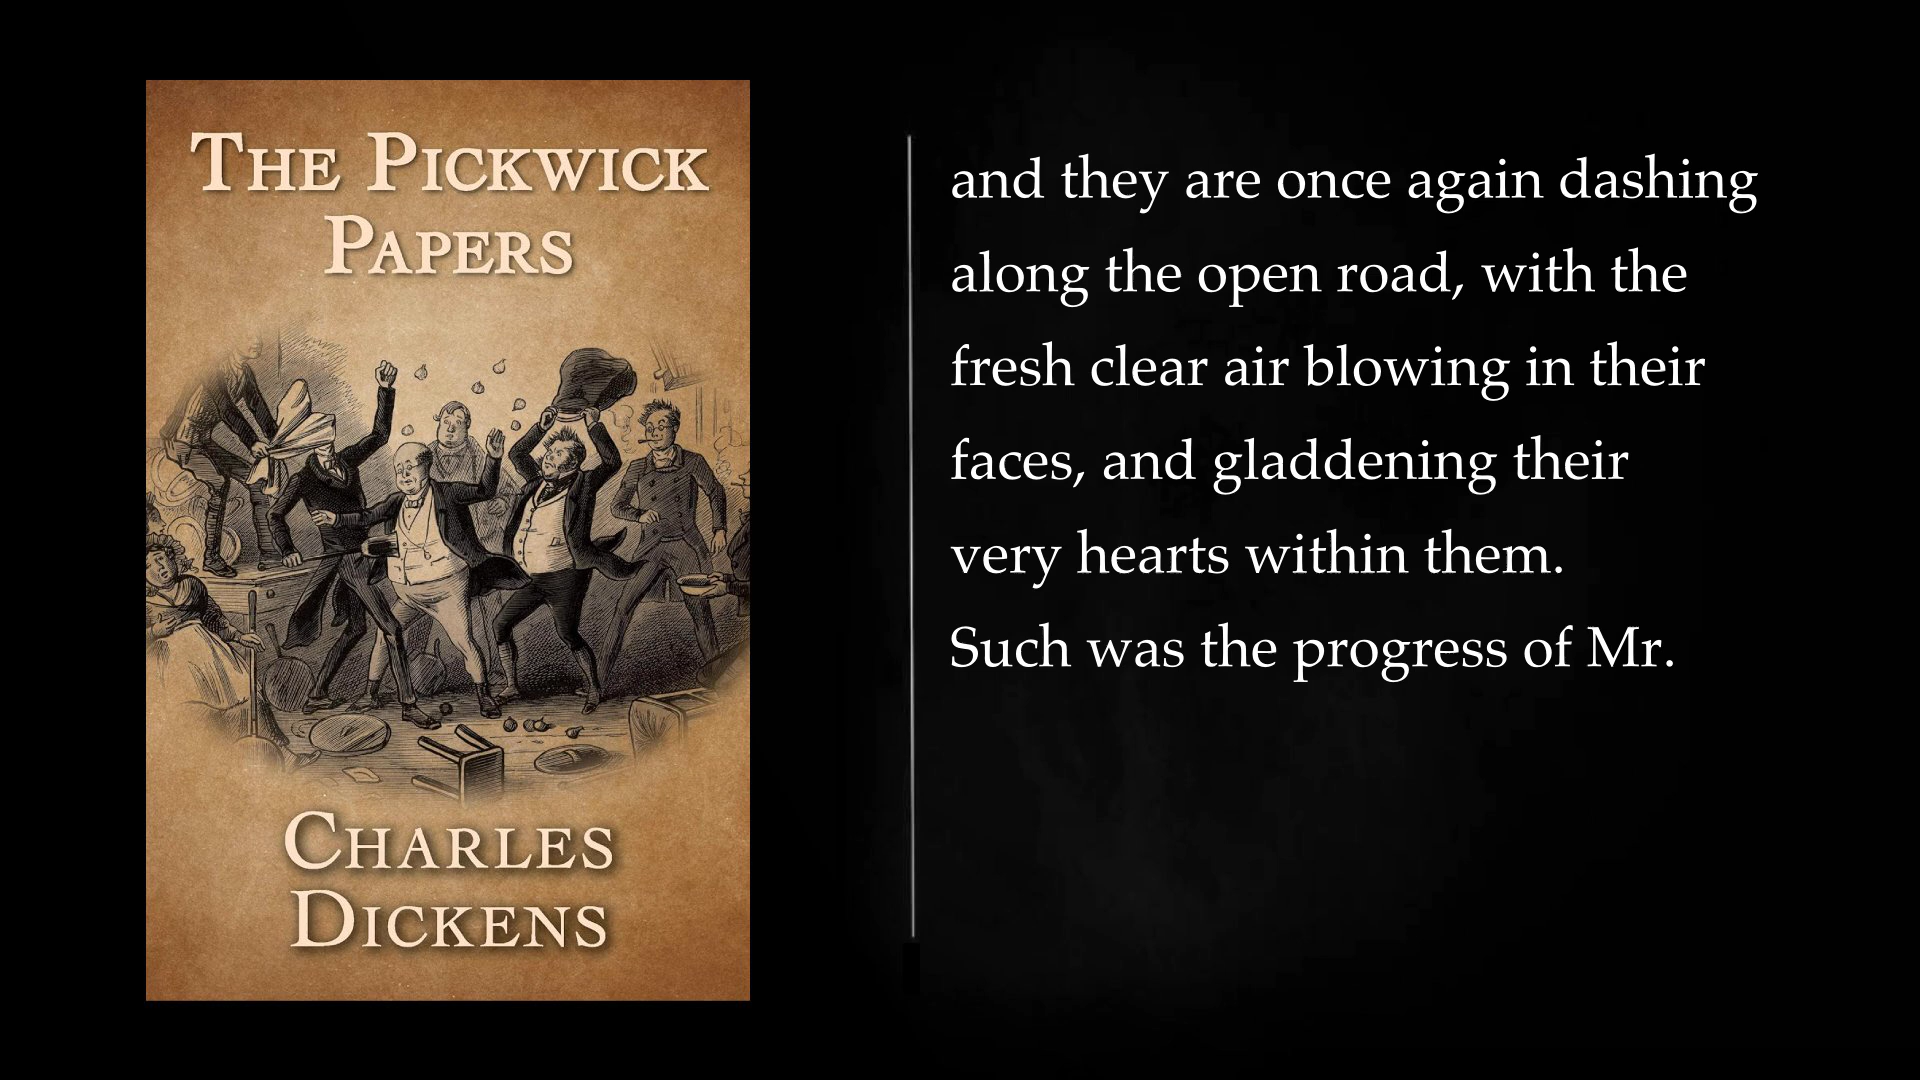 The Pickwick
Papers
Charles
Dickens
and they are once again dashing
along the open road, with the
fresh clear air blowing in their
faces, and gladdening their
very hearts within them.
Such was the progress of Mr.